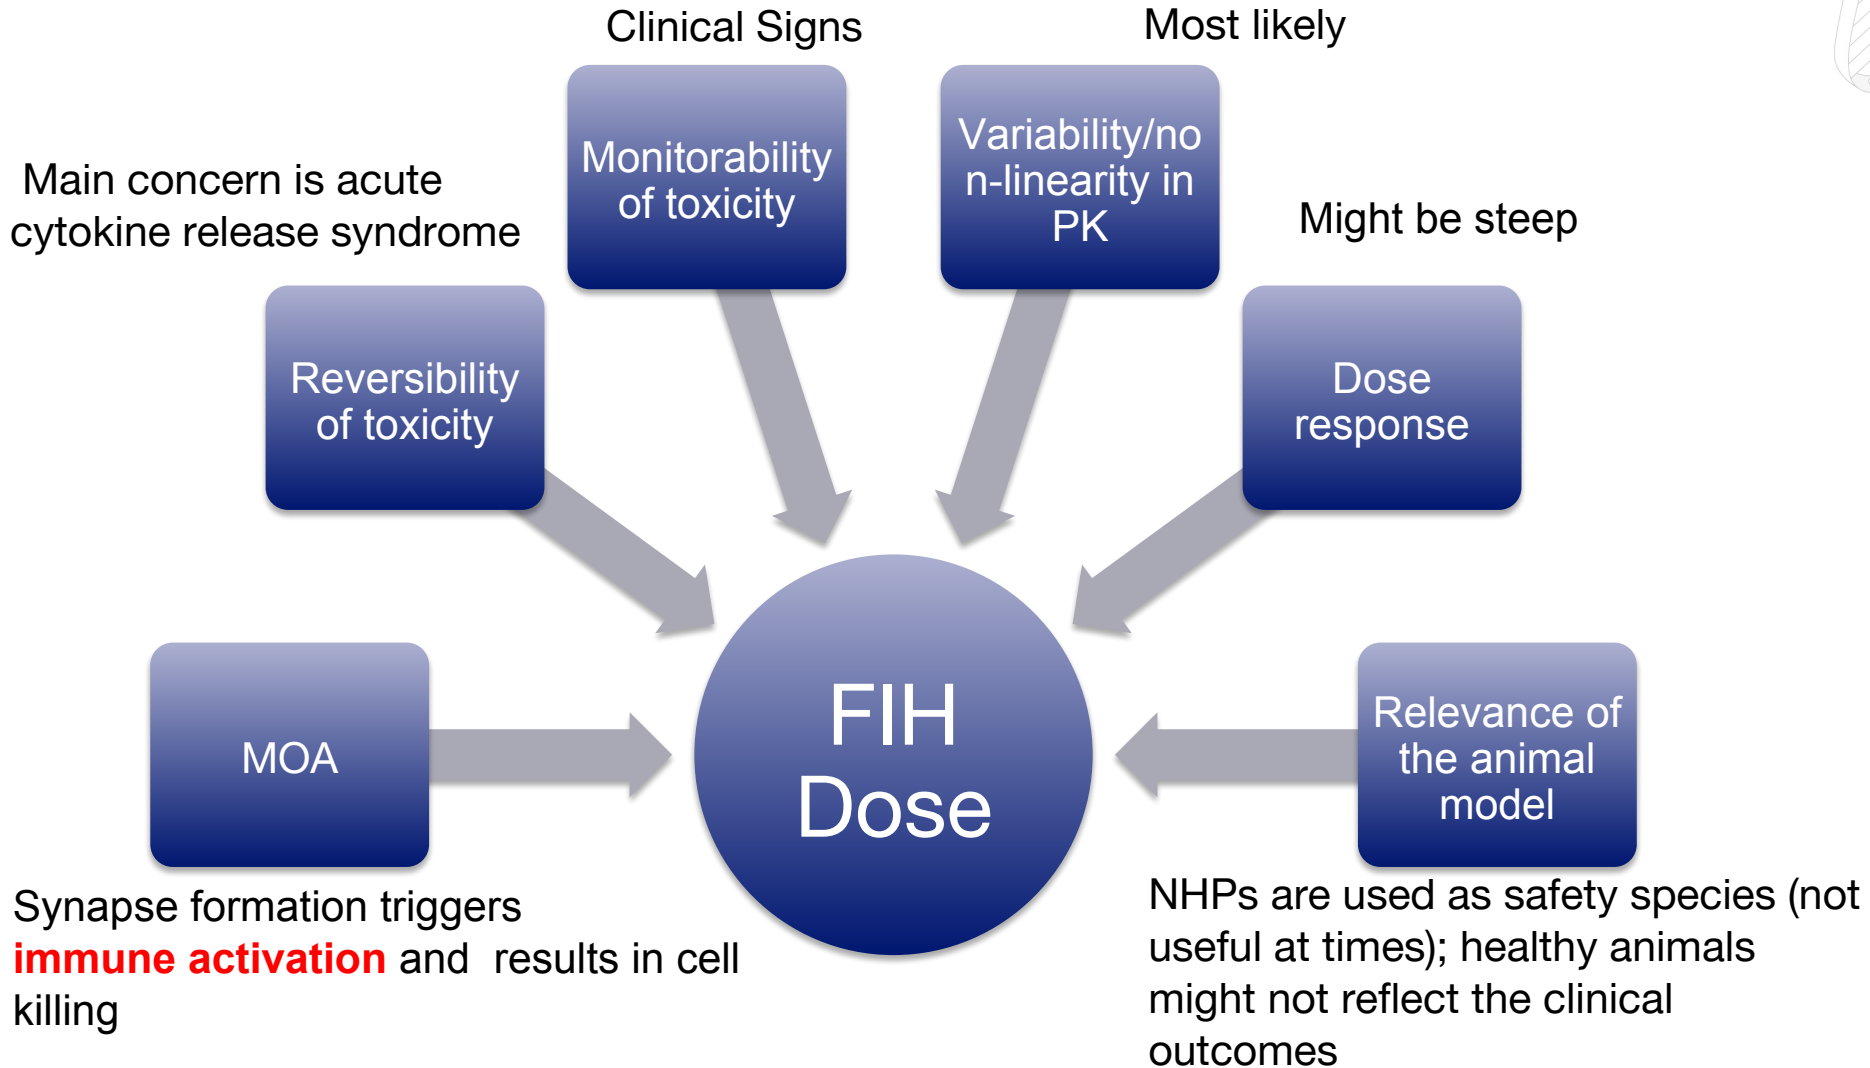 Clinical Signs
Most likely
Monitorability
of toxicity
Variability/no
n-linearity in
PK
Main concern is acute
cytokine release syndrome
Might be steep
Reversibility
of toxicity
Dose
response
MOA
FIH
Dose
Relevance of
the animal
model
Synapse formation triggers
immune activation and results in cell
killing
NHPs are used as safety species (not
useful at times); healthy animals
might not reflect the clinical
outcomes